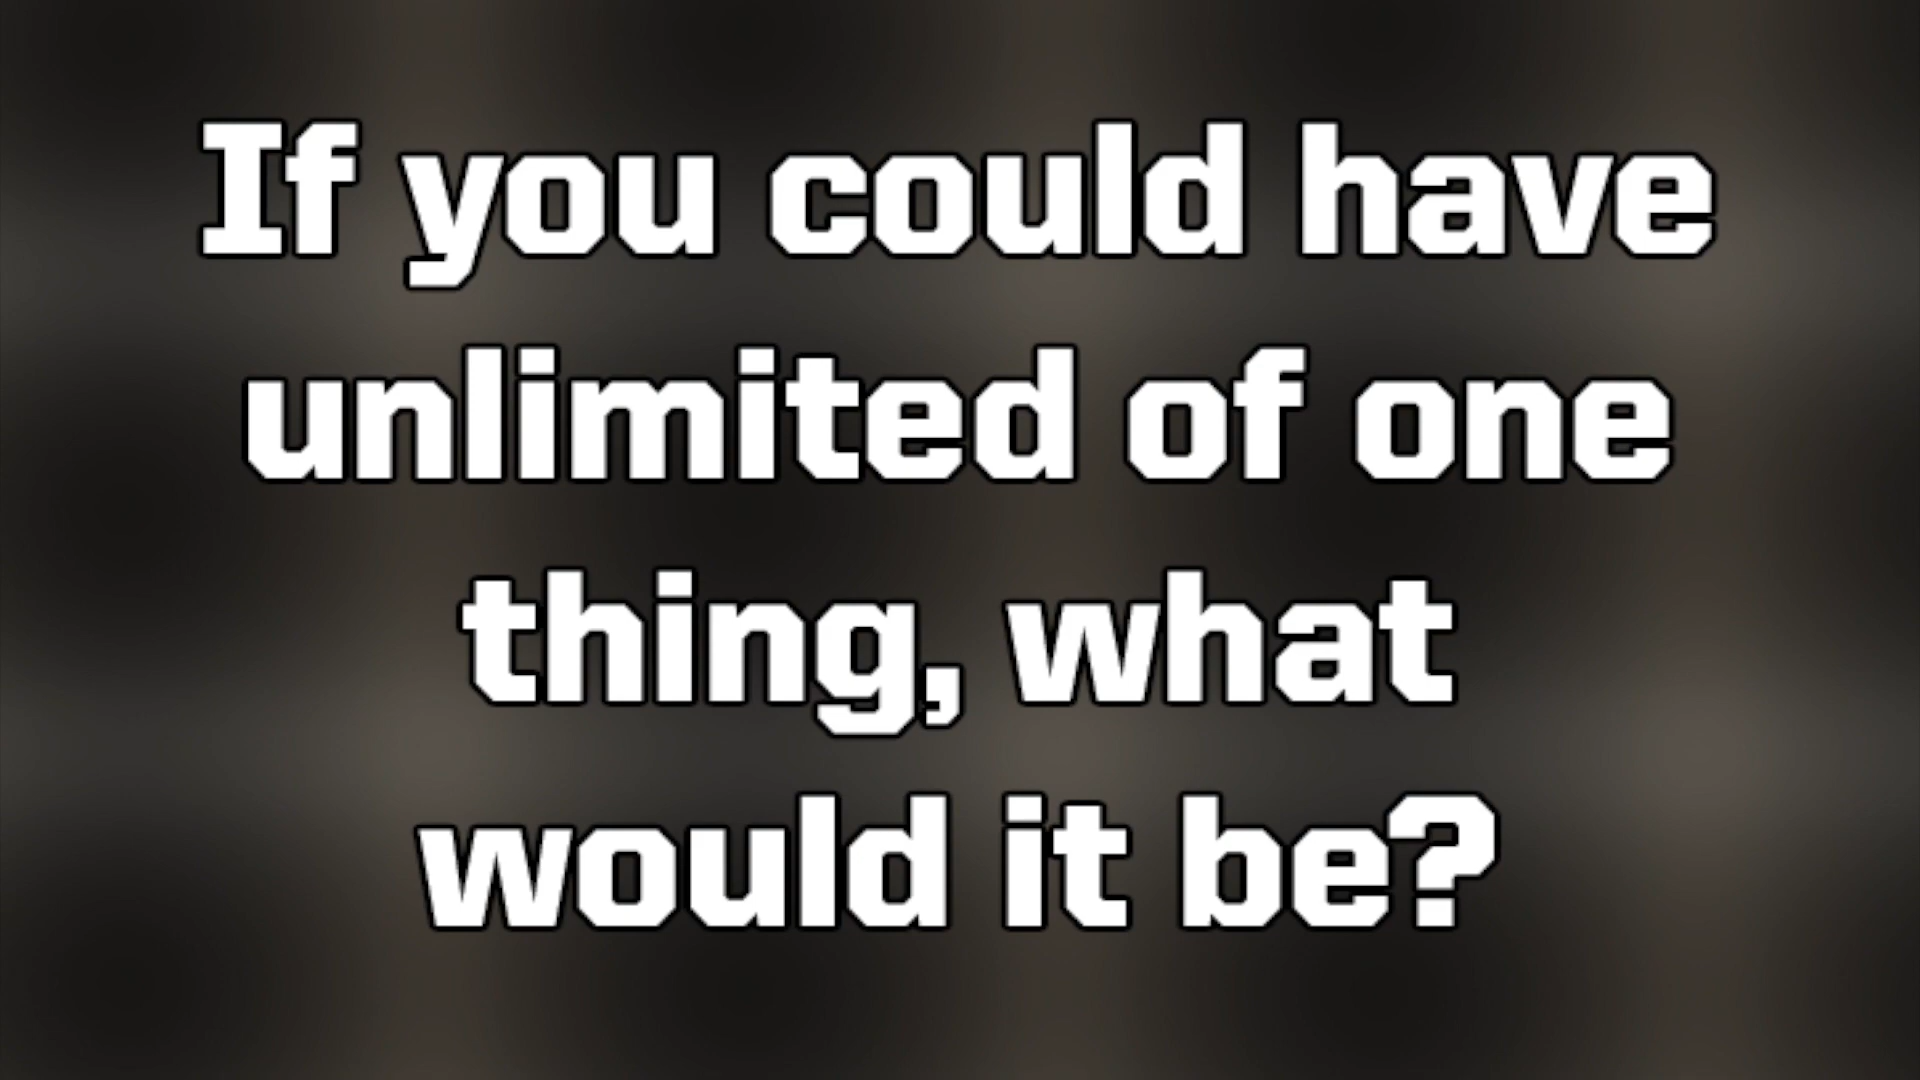 If you could have
unlimited of one
thing, what
would it be?